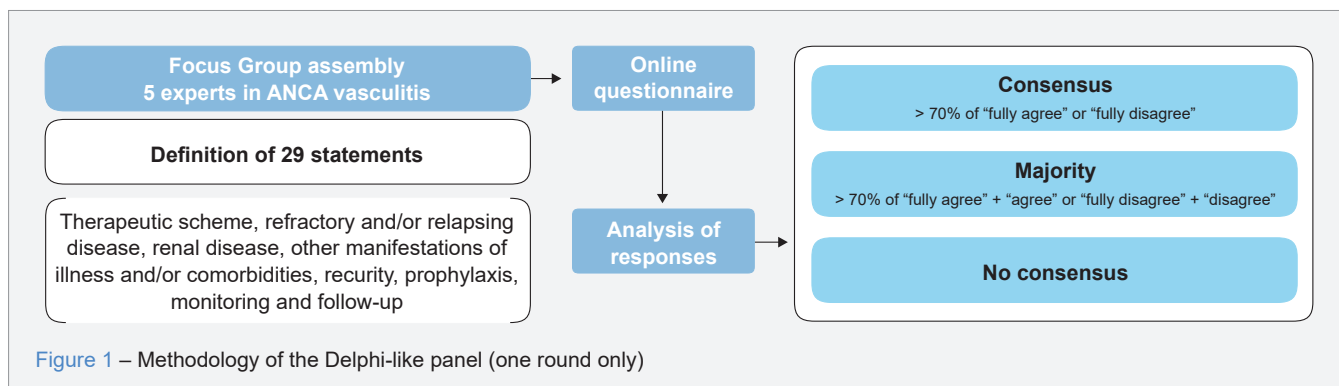 Focus Group assembly
5 experts in ANCA vasculitis
Definition of 29 statements
Therapeutic scheme, refractory and/or relapsing
disease, renal disease, other manifestations of
illness and/or comorbidities, recurity, prophylaxis,
monitoring and follow-up
Online
questionnaire
Analysis of
responses
Consensus
> 70% of “fully agree” or “fully disagree”
Majority
> 70% of “fully agree” + “agree” or “fully disagree” + “disagree”
No consensus
Figure 1 – Methodology of the Delphi-like panel (one round only)